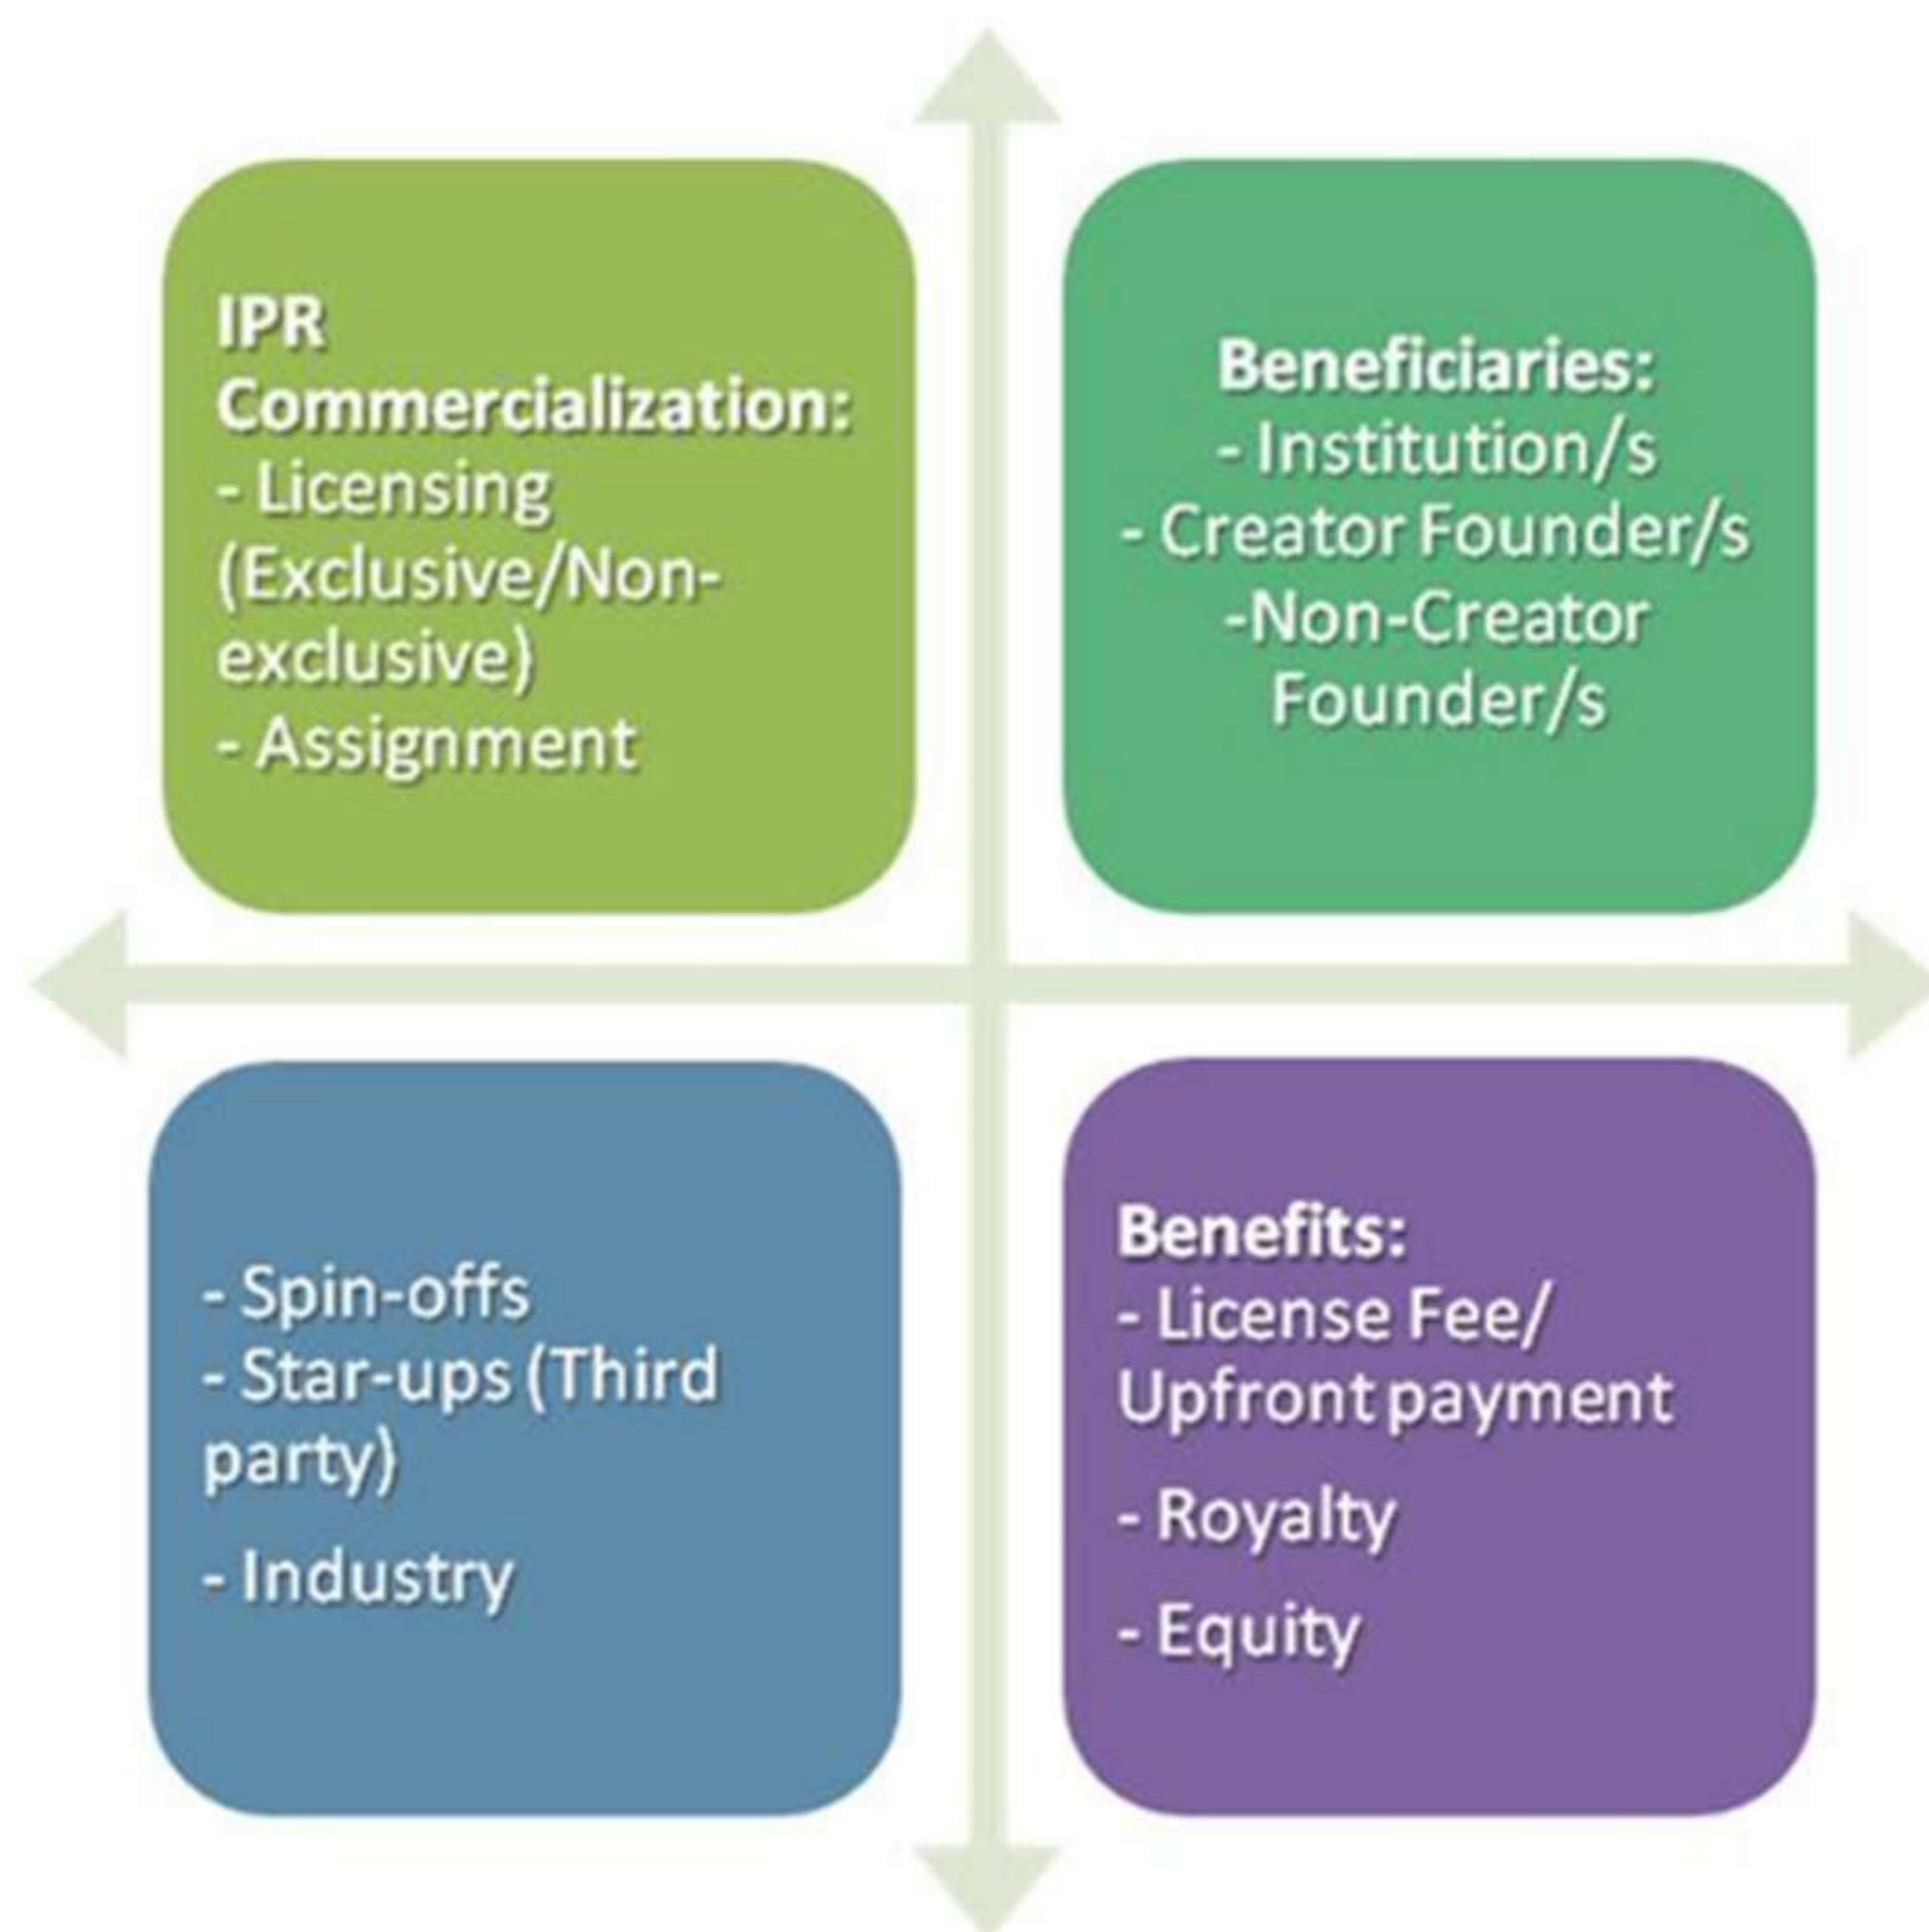 IPR
Commercialization:
- Licensing
(Exclusive/Non-
exclusive)
- Assignment
Beneficiaries:
- Institution/s
- Creator Founder/s
-Non-Creator
Founder/s
- Spin-offs
- Star-ups (Third
party)
- Industry
Benefits:
- License Fee/
Upfront payment
- Royalty
- Equity